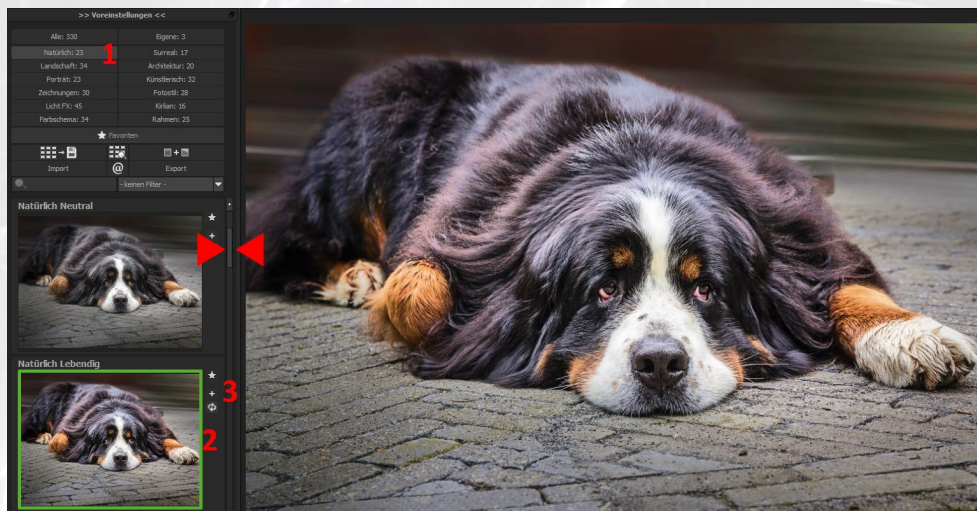 >> Voreinstellungen <<
Alle: 330 Eigene: 3
Natürlich: 23 Surreal: 17
1
Landschaft: 34 Architektur: 20
Porträt: 23 Künstlerisch: 32
Zeichnungen: 30 Fotostil: 28
Licht FX: 45 Kirlian: 16
Farbschema: 34 Rahmen: 25
★ Favoriten
Import @ Export
- keinen Filter -
Natürlich Neutral
Natürlich Lebendig
3
2